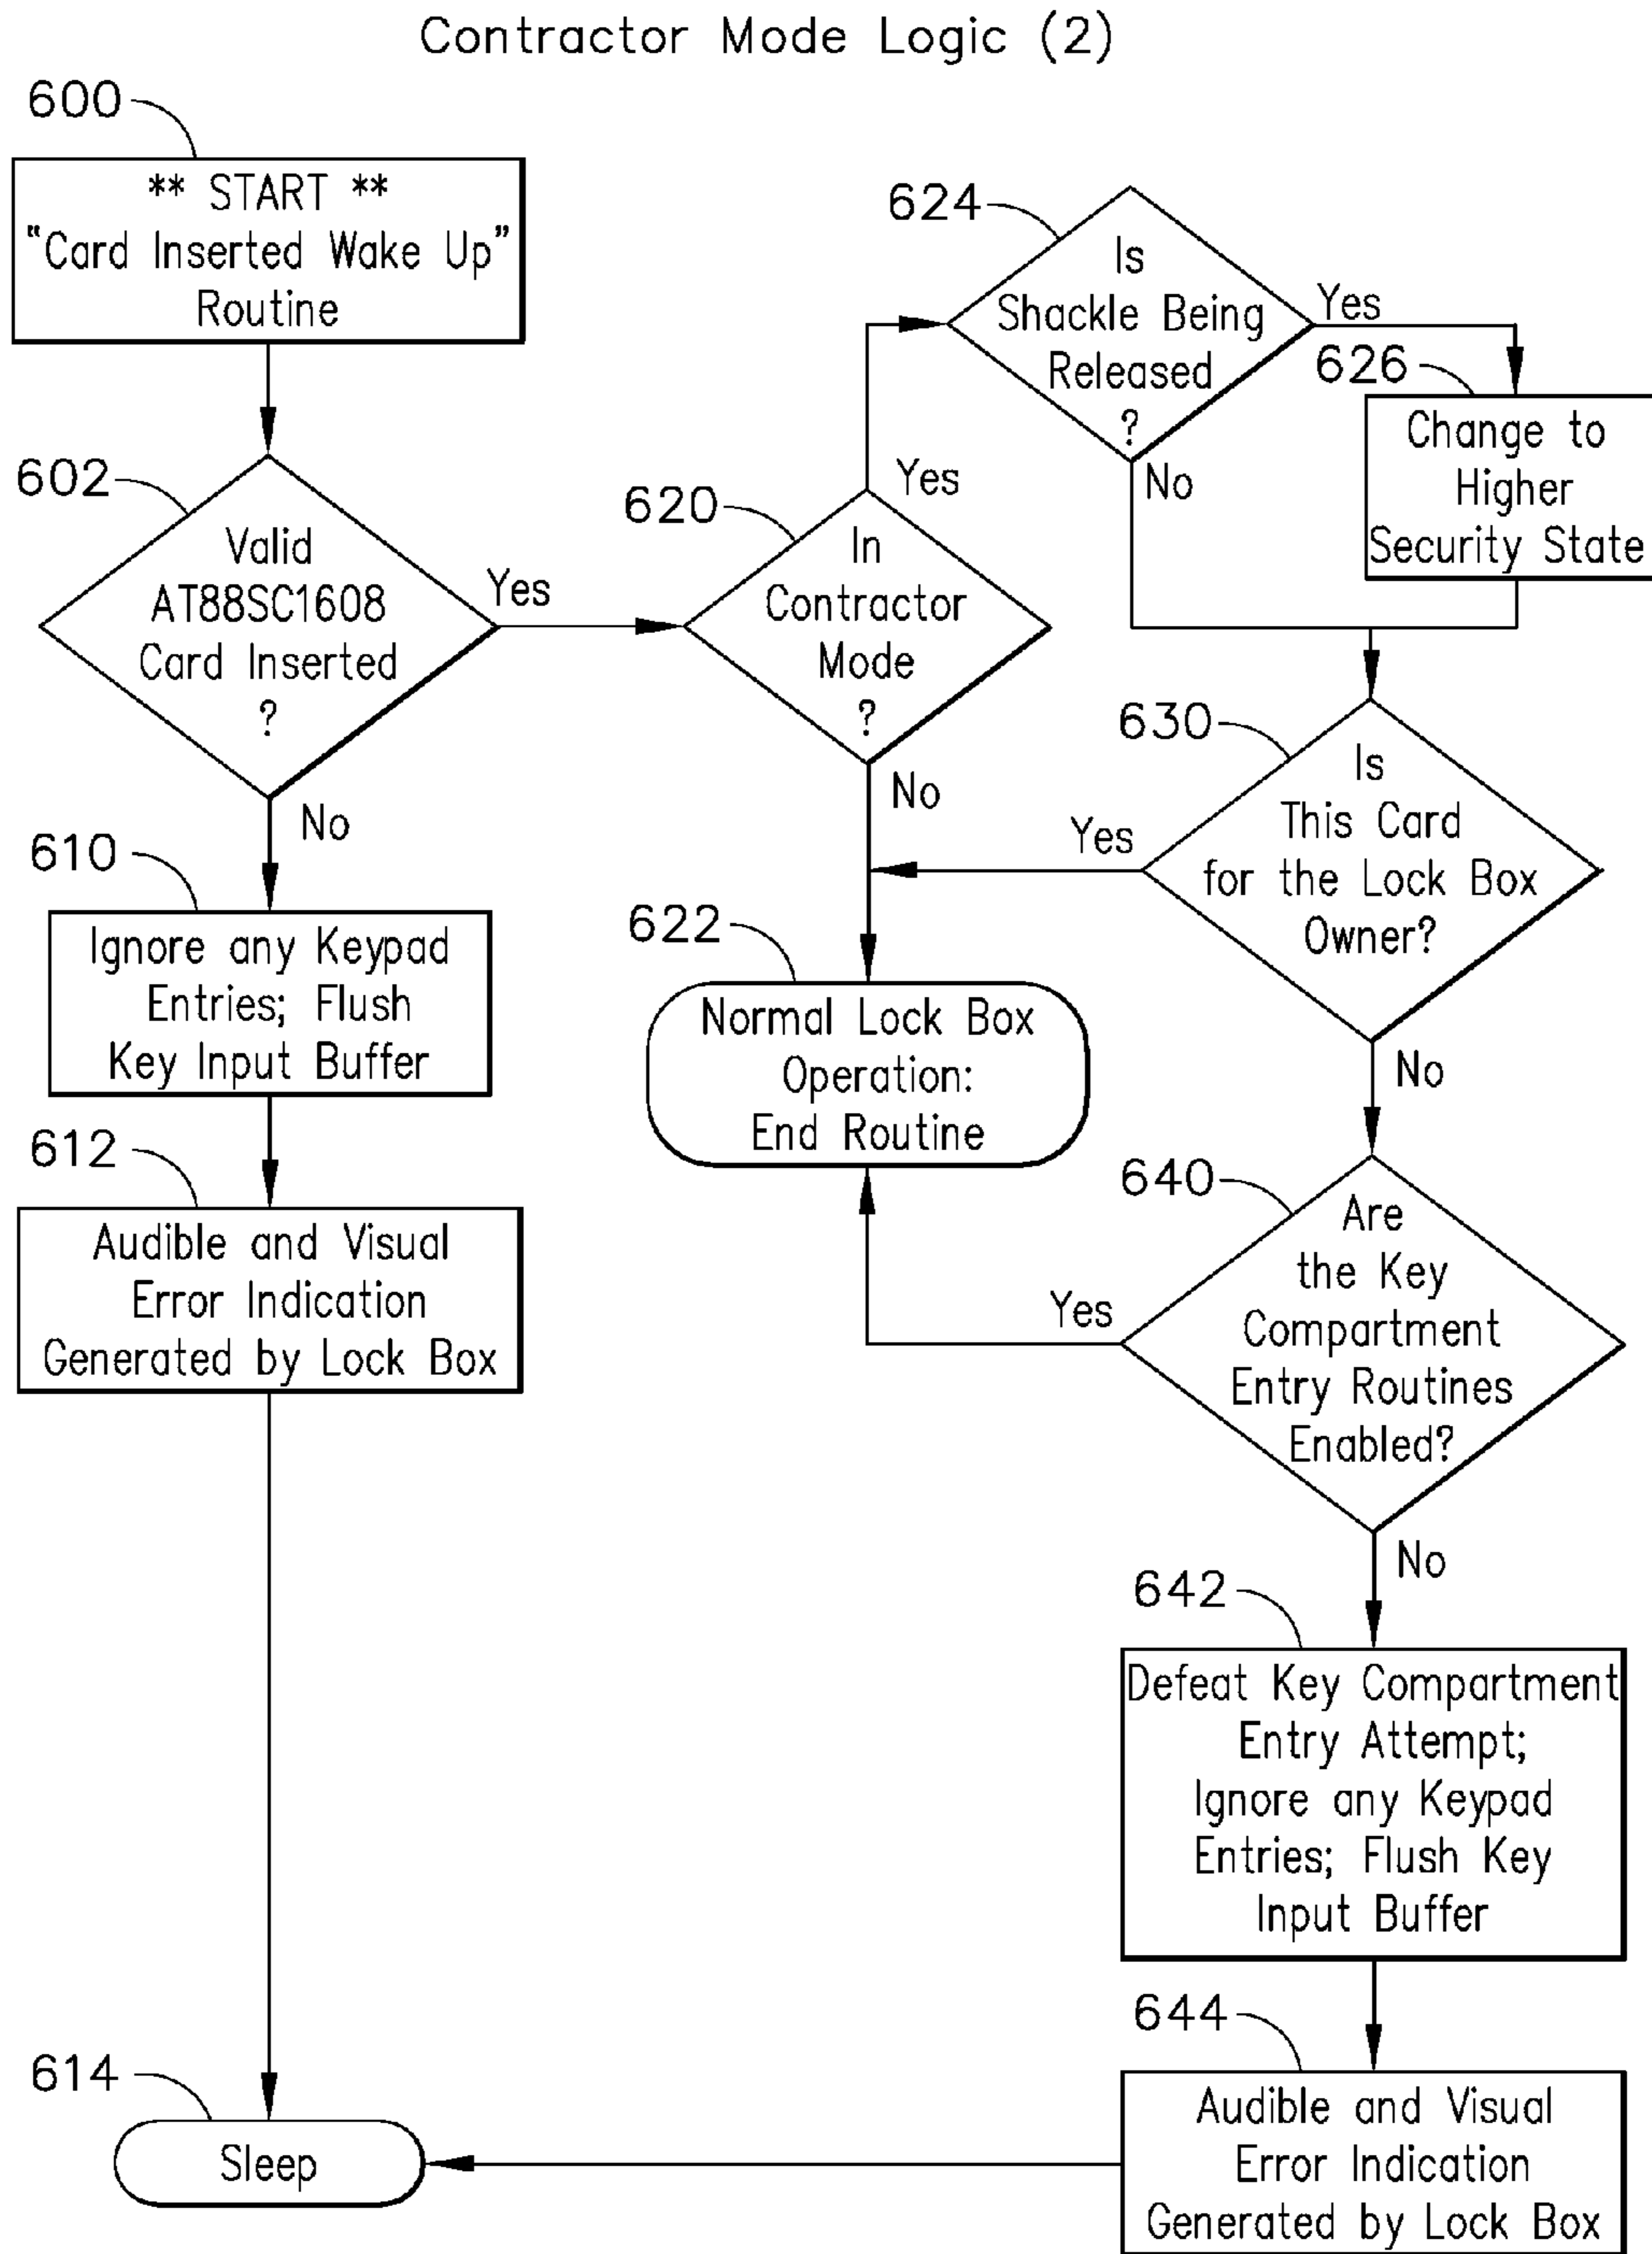 Contractor Mode Logic (2)
600
** START **
"Card Inserted Wake Up"
Routine
602
Valid
AT88SC1608
Card Inserted
?
Yes
No
610
Ignore any Keypad
Entries; Flush
Key Input Buffer
612
Audible and Visual
Error Indication
Generated by Lock Box
614
Sleep
620
In
Contractor
Mode
?
Yes
No
622
Normal Lock Box
Operation:
End Routine
624
Is
Shackle Being
Released
?
Yes
No
626
Change to
Higher
Security State
630
Is
This Card
for the Lock Box
Owner?
Yes
No
640
Are
the Key
Compartment
Entry Routines
Enabled?
Yes
No
642
Defeat Key Compartment
Entry Attempt;
Ignore any Keypad
Entries; Flush Key
Input Buffer
644
Audible and Visual
Error Indication
Generated by Lock Box